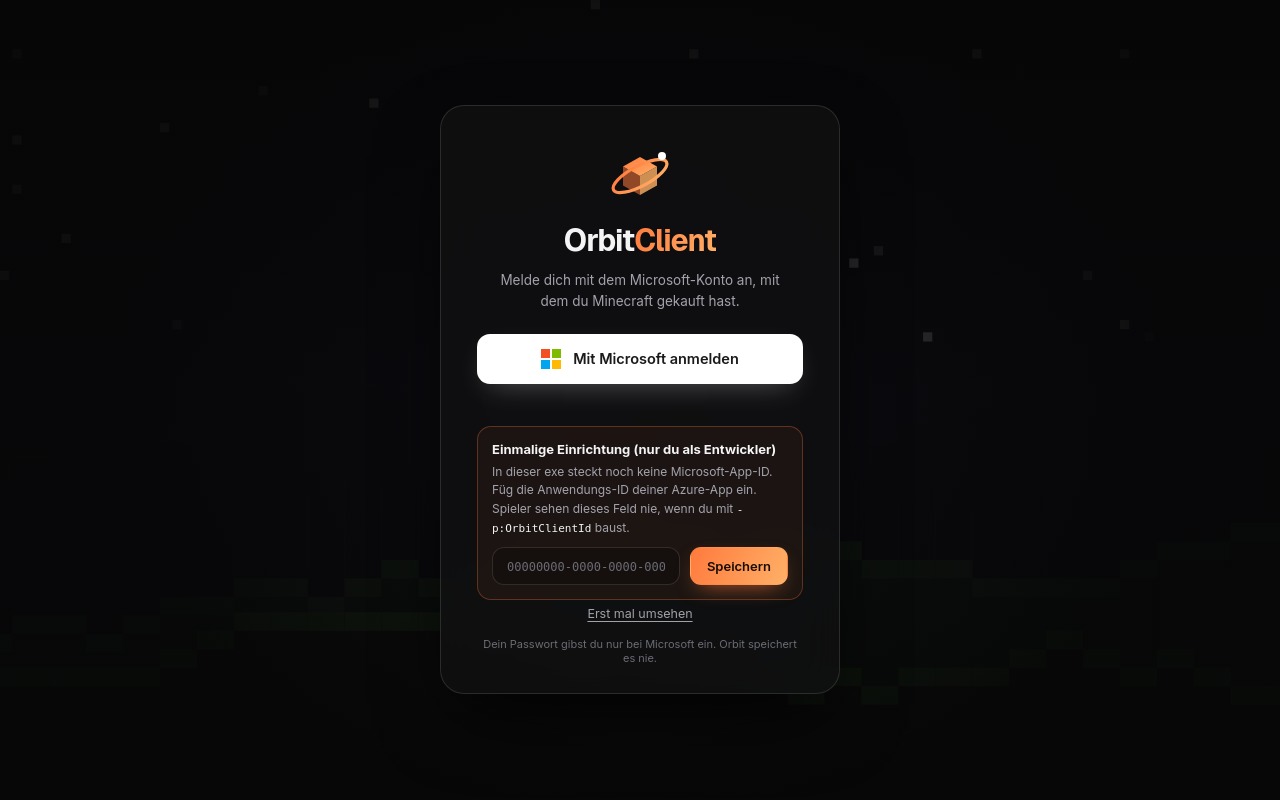 OrbitClient
Melde dich mit dem Microsoft-Konto an, mit
dem du Minecraft gekauft hast.
Mit Microsoft anmelden
Einmalige Einrichtung (nur du als Entwickler)
In dieser exe steckt noch keine Microsoft-App-ID.
Füg die Anwendungs-ID deiner Azure-App ein.
Spieler sehen dieses Feld nie, wenn du mit -
p:OrbitClientId baust.
00000000-0000-0000-000
Speichern
Erst mal umsehen
Dein Passwort gibst du nur bei Microsoft ein. Orbit speichert
es nie.